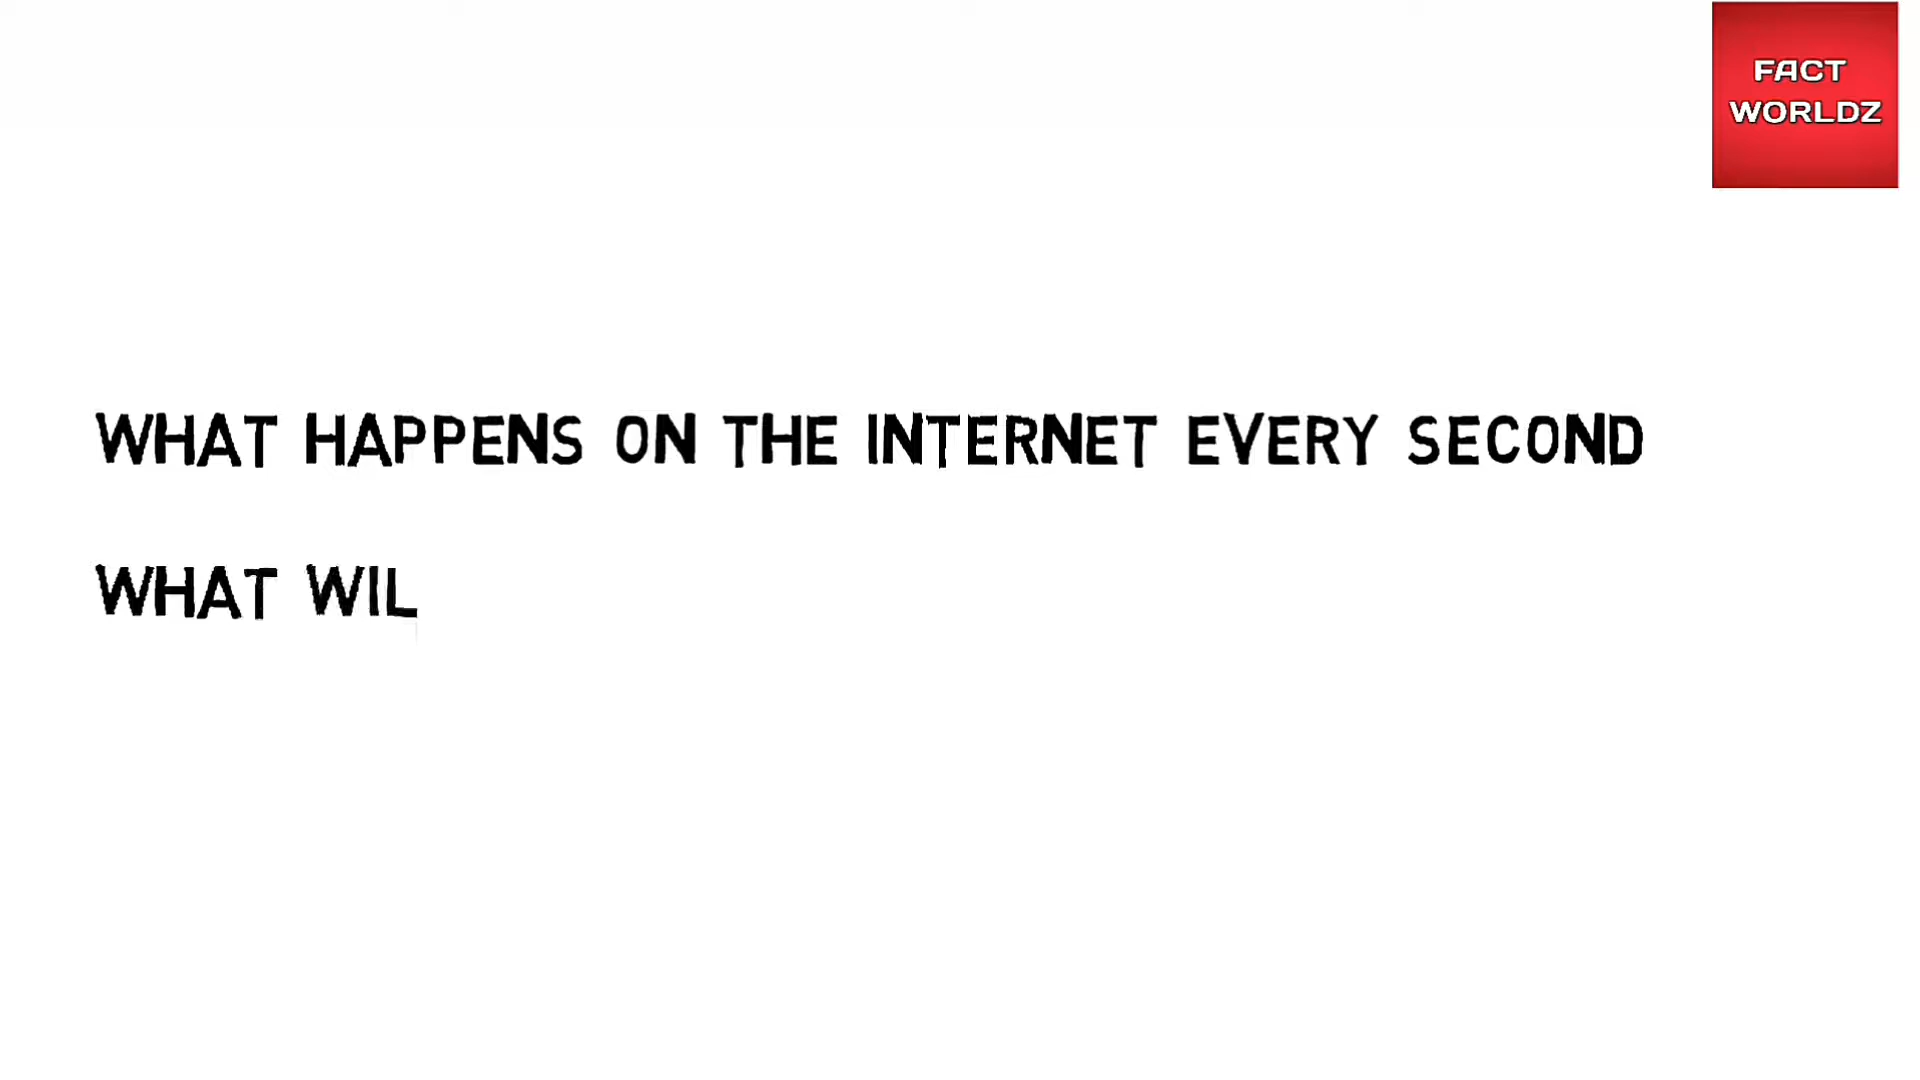 FACT
WORLDZ
WHAT HAPPENS ON THE INTERNET EVERY SECOND
WHAT WIL